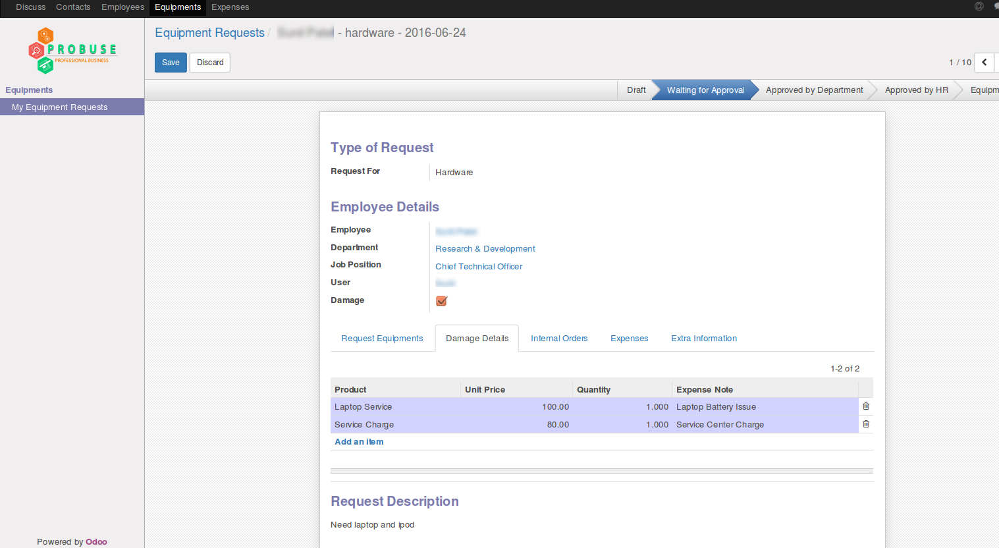 Discuss Contacts Employees Equipments Expenses @
PROBUSE
PROFESSIONAL BUSINESS
Equipments
My Equipment Requests
Powered by Odoo
Equipment Requests / - hardware - 2016-06-24
Save Discard
1 / 10
Draft Waiting for Approval Approved by Department Approved by HR Equipm
Type of Request
Request For Hardware
Employee Details
Employee
Department Research & Development
Job Position Chief Technical Officer
User
Damage
Request Equipments Damage Details Internal Orders Expenses Extra Information
1-2 of 2
Product Unit Price Quantity Expense Note
Laptop Service 100.00 1.000 Laptop Battery Issue
Service Charge 80.00 1.000 Service Center Charge
Add an item
Request Description
Need laptop and ipod